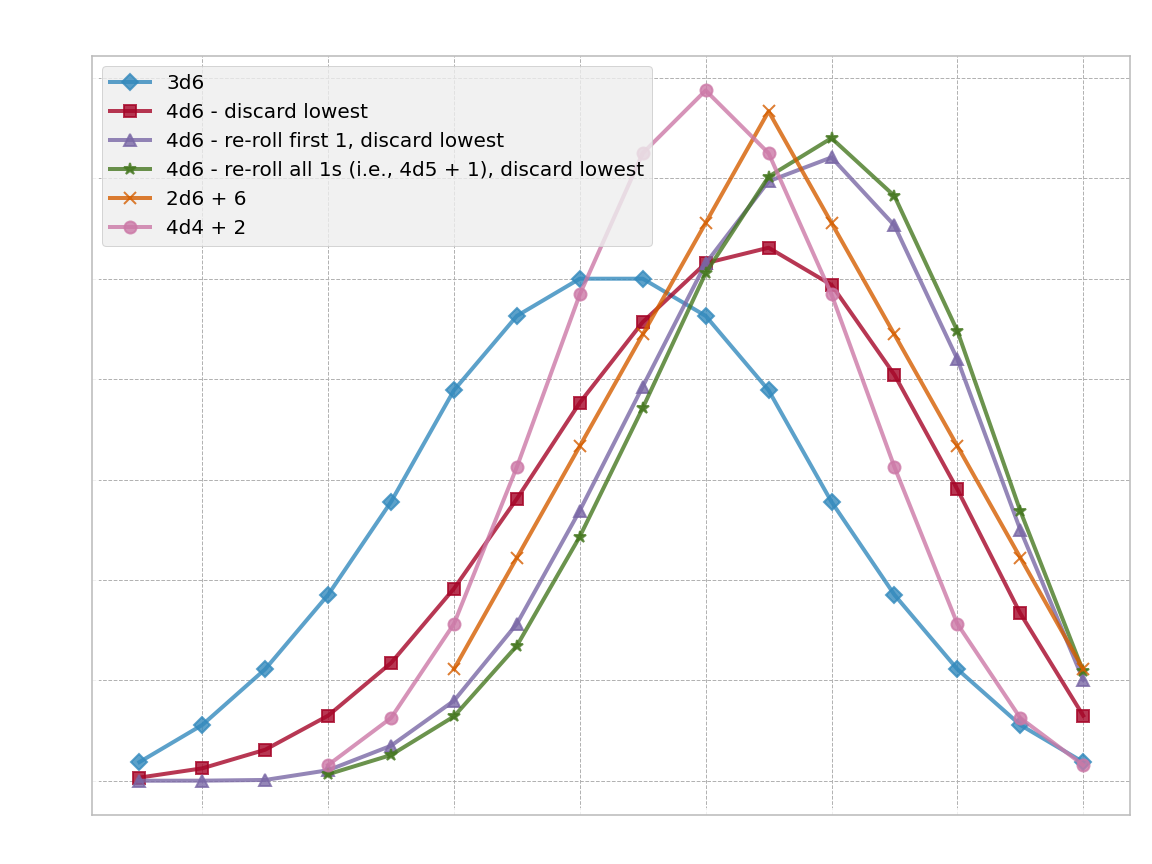 3d6
4d6 - discard lowest
4d6 - re-roll first 1, discard lowest
4d6 - re-roll all 1s (i.e., 4d5 + 1), discard lowest
2d6 + 6
4d4 + 2